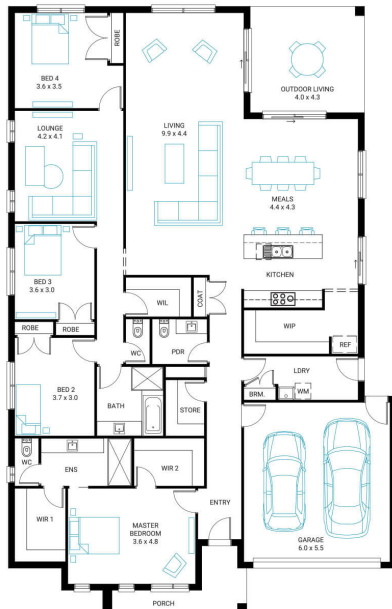 ROBE
BED 4
3.6 x 3.5
LIVING
9.9 x 4.4
OUTDOOR LIVING
4.0 x 4.3
LOUNGE
4.2 x 4.1
MEALS
4.4 x 4.3
BED 3
3.6 x 3.0
KITCHEN
WIL
COAT
ROBE
ROBE
WC
PDR
WIP
REF
BED 2
3.7 x 3.0
BATH
STORE
LDRY
BRM.
WM
WC
ENS
WIR 2
WIR 1
MASTER
BEDROOM
3.6 x 4.8
ENTRY
GARAGE
6.0 x 5.5
PORCH